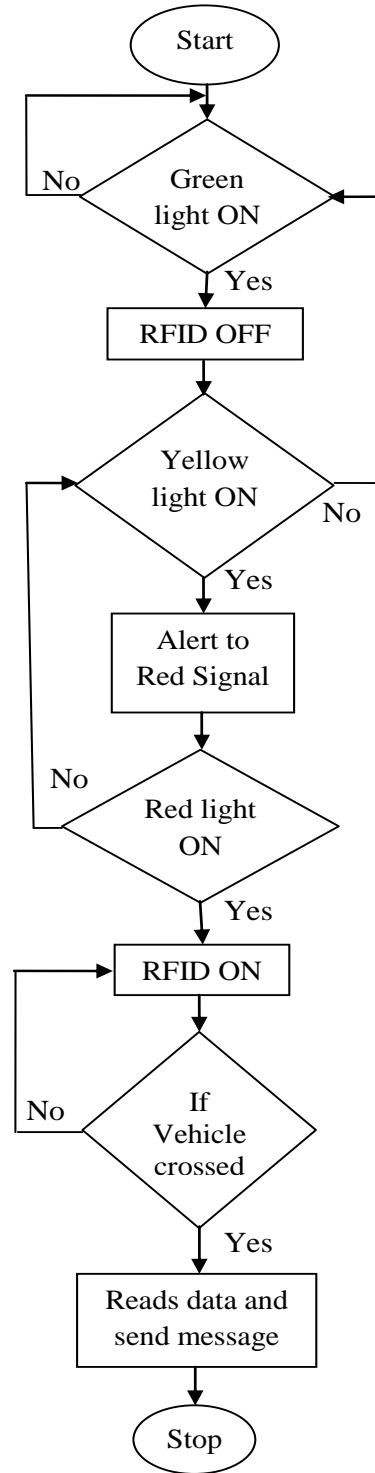 Start
No
Green
light ON
Yes
RFID OFF
Yellow
light ON
No
Yes
Alert to
Red Signal
No
Red light
ON
Yes
RFID ON
No
If
Vehicle
crossed
Yes
Reads data and
send message
Stop